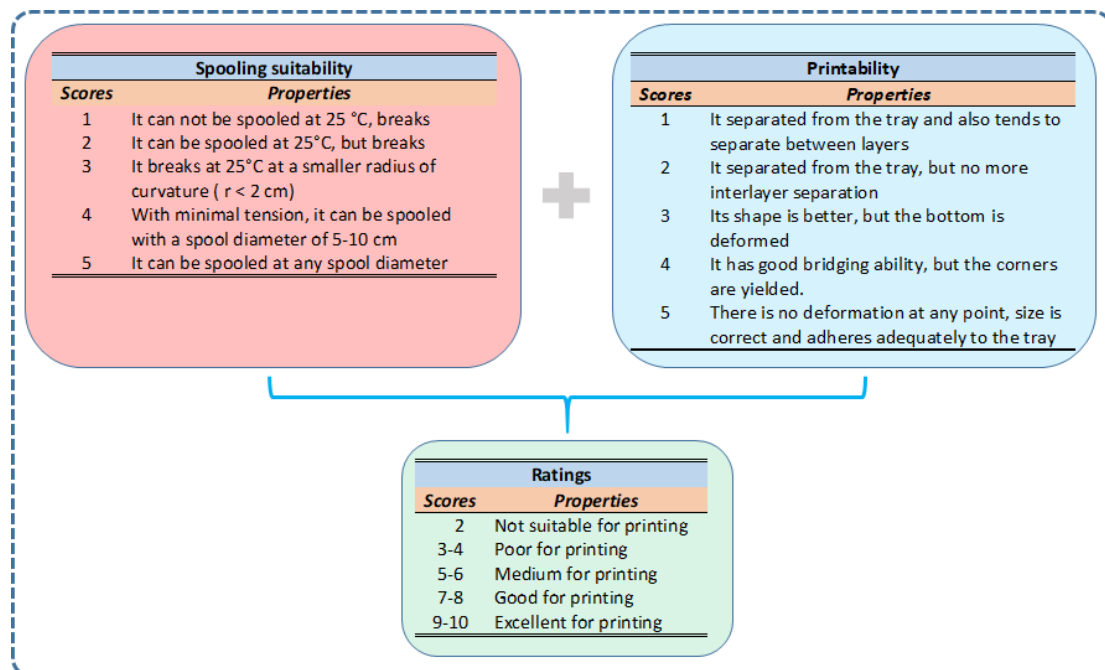 Spooling suitability
Scores Properties
1 It can not be spooled at 25 °C, breaks
2 It can be spooled at 25°C, but breaks
3 It breaks at 25°C at a smaller radius of
curvature ( r < 2 cm)
4 With minimal tension, it can be spooled
with a spool diameter of 5-10 cm
5 It can be spooled at any spool diameter
Printability
Scores Properties
1 It separated from the tray and also tends to
separate between layers
2 It separated from the tray, but no more
interlayer separation
3 Its shape is better, but the bottom is
deformed
4 It has good bridging ability, but the corners
are yielded.
5 There is no deformation at any point, size is
correct and adheres adequately to the tray
Ratings
Scores Properties
2 Not suitable for printing
3-4 Poor for printing
5-6 Medium for printing
7-8 Good for printing
9-10 Excellent for printing